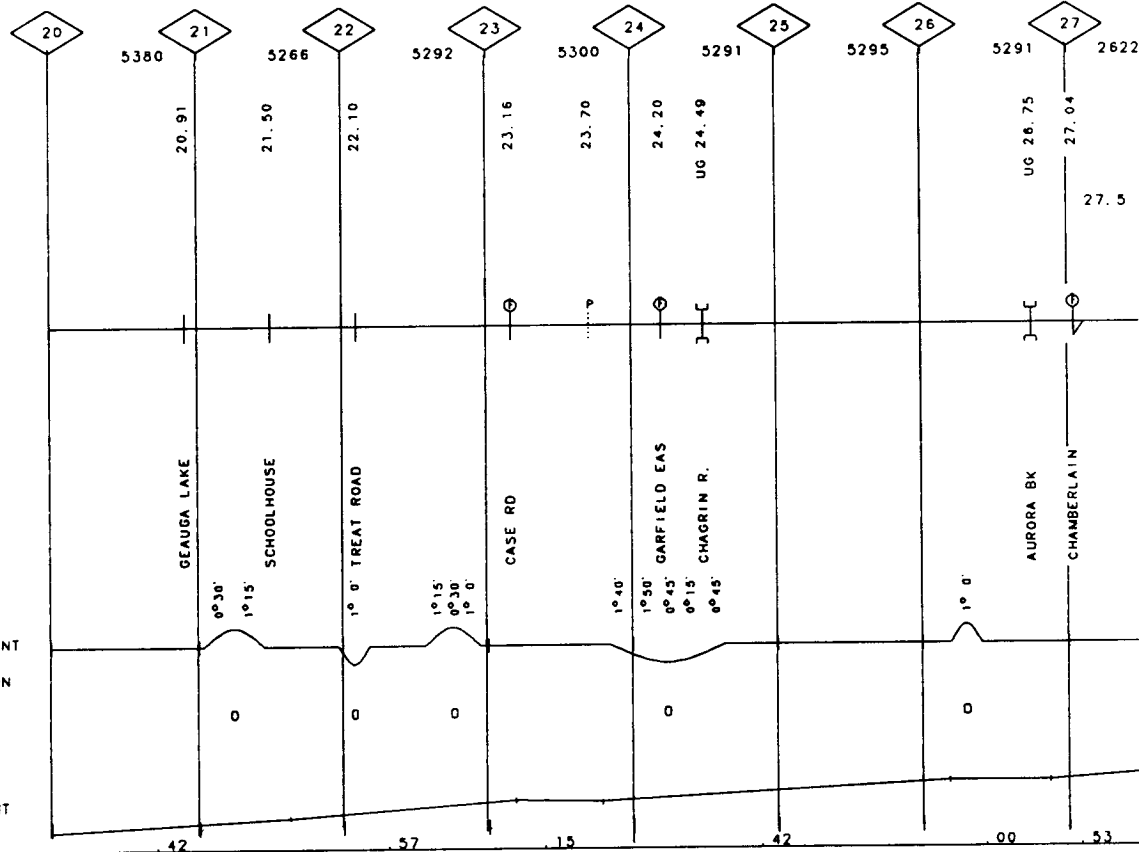 20 21 22 23 24 25 26 27
5380 5266 5292 5300 5291 5295 5291 2622
20.91 21.50 22.10 23.16 23.70 24.20 UG 24.49 UG 26.75 27.04
27.5
P P P P
GEAUGA LAKE SCHOOLHOUSE TREAT ROAD CASE RD GARFIELD EAS CHAGRIN R. AURORA BK CHAMBERLAIN
0°30' 1°15' 1°0' 1°15' 0°30' 1°0' 1°40' 1°50' 0°45' 0°15' 0°45' 1°0'
NT
N
0 0 0 0 0
T
.42 .57 .15 .42 .00 .53